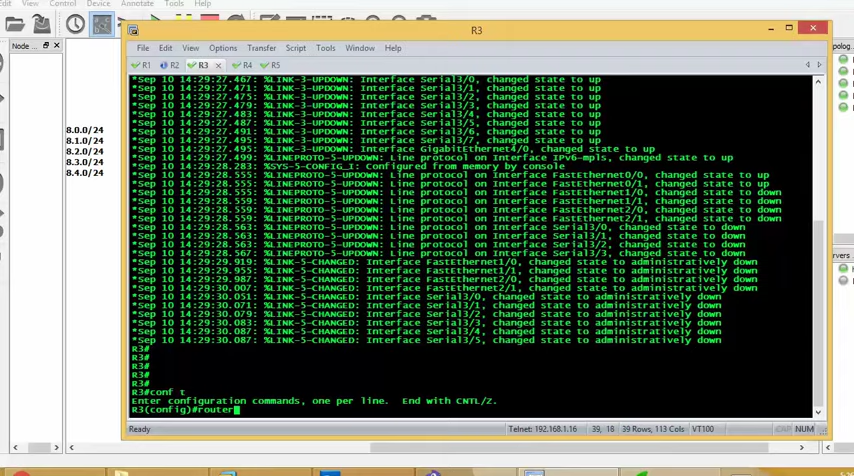 Edit View Control Device Annotate
R3
File Edit View Options Transfer Script Tools Window Help
Node ...
R1 R2 R3 R4 R5
8.0.0/24
8.1.0/24
8.2.0/24
8.3.0/24
8.4.0/24
*Sep 10 14:29:27.467: %LINK-3-UPDOWN: Interface Serial3/0, changed state to up
*Sep 10 14:29:27.471: %LINK-3-UPDOWN: Interface Serial3/1, changed state to up
*Sep 10 14:29:27.475: %LINK-3-UPDOWN: Interface Serial3/2, changed state to up
*Sep 10 14:29:27.479: %LINK-3-UPDOWN: Interface Serial3/3, changed state to up
*Sep 10 14:29:27.483: %LINK-3-UPDOWN: Interface Serial3/4, changed state to up
*Sep 10 14:29:27.487: %LINK-3-UPDOWN: Interface Serial3/5, changed state to up
*Sep 10 14:29:27.491: %LINK-3-UPDOWN: Interface Serial3/6, changed state to up
*Sep 10 14:29:27.495: %LINK-3-UPDOWN: Interface Serial3/7, changed state to up
*Sep 10 14:29:27.495: %LINK-3-UPDOWN: Interface GigabitEthernet4/0, changed state to up
*Sep 10 14:29:27.499: %LINEPROTO-5-UPDOWN: Line protocol on Interface IPv6-mpls, changed state to up
*Sep 10 14:29:28.283: %SYS-5-CONFIG_I: Configured from memory by console
*Sep 10 14:29:28.555: %LINEPROTO-5-UPDOWN: Line protocol on Interface FastEthernet0/0, changed state to up
*Sep 10 14:29:28.555: %LINEPROTO-5-UPDOWN: Line protocol on Interface FastEthernet0/1, changed state to up
*Sep 10 14:29:28.555: %LINEPROTO-5-UPDOWN: Line protocol on Interface FastEthernet1/0, changed state to down
*Sep 10 14:29:28.559: %LINEPROTO-5-UPDOWN: Line protocol on Interface FastEthernet1/1, changed state to down
*Sep 10 14:29:28.559: %LINEPROTO-5-UPDOWN: Line protocol on Interface FastEthernet2/0, changed state to down
*Sep 10 14:29:28.559: %LINEPROTO-5-UPDOWN: Line protocol on Interface FastEthernet2/1, changed state to down
*Sep 10 14:29:28.563: %LINEPROTO-5-UPDOWN: Line protocol on Interface Serial3/0, changed state to down
*Sep 10 14:29:28.563: %LINEPROTO-5-UPDOWN: Line protocol on Interface Serial3/1, changed state to down
*Sep 10 14:29:28.563: %LINEPROTO-5-UPDOWN: Line protocol on Interface Serial3/2, changed state to down
*Sep 10 14:29:28.567: %LINEPROTO-5-UPDOWN: Line protocol on Interface Serial3/3, changed state to down
*Sep 10 14:29:29.919: %LINK-5-CHANGED: Interface FastEthernet1/0, changed state to administratively down
*Sep 10 14:29:29.955: %LINK-5-CHANGED: Interface FastEthernet1/1, changed state to administratively down
*Sep 10 14:29:29.987: %LINK-5-CHANGED: Interface FastEthernet2/0, changed state to administratively down
*Sep 10 14:29:30.007: %LINK-5-CHANGED: Interface FastEthernet2/1, changed state to administratively down
*Sep 10 14:29:30.051: %LINK-5-CHANGED: Interface Serial3/0, changed state to administratively down
*Sep 10 14:29:30.071: %LINK-5-CHANGED: Interface Serial3/1, changed state to administratively down
*Sep 10 14:29:30.079: %LINK-5-CHANGED: Interface Serial3/2, changed state to administratively down
*Sep 10 14:29:30.083: %LINK-5-CHANGED: Interface Serial3/3, changed state to administratively down
*Sep 10 14:29:30.087: %LINK-5-CHANGED: Interface Serial3/4, changed state to administratively down
*Sep 10 14:29:30.087: %LINK-5-CHANGED: Interface Serial3/5, changed state to administratively down
R3#
R3#
R3#
R3#
R3#
R3#conf t
Enter configuration commands, one per line. End with CNTL/Z.
R3(config)#router
Ready Telnet: 192.168.1.16 39, 18 39 Rows, 113 Cols VT100 CAP NUM